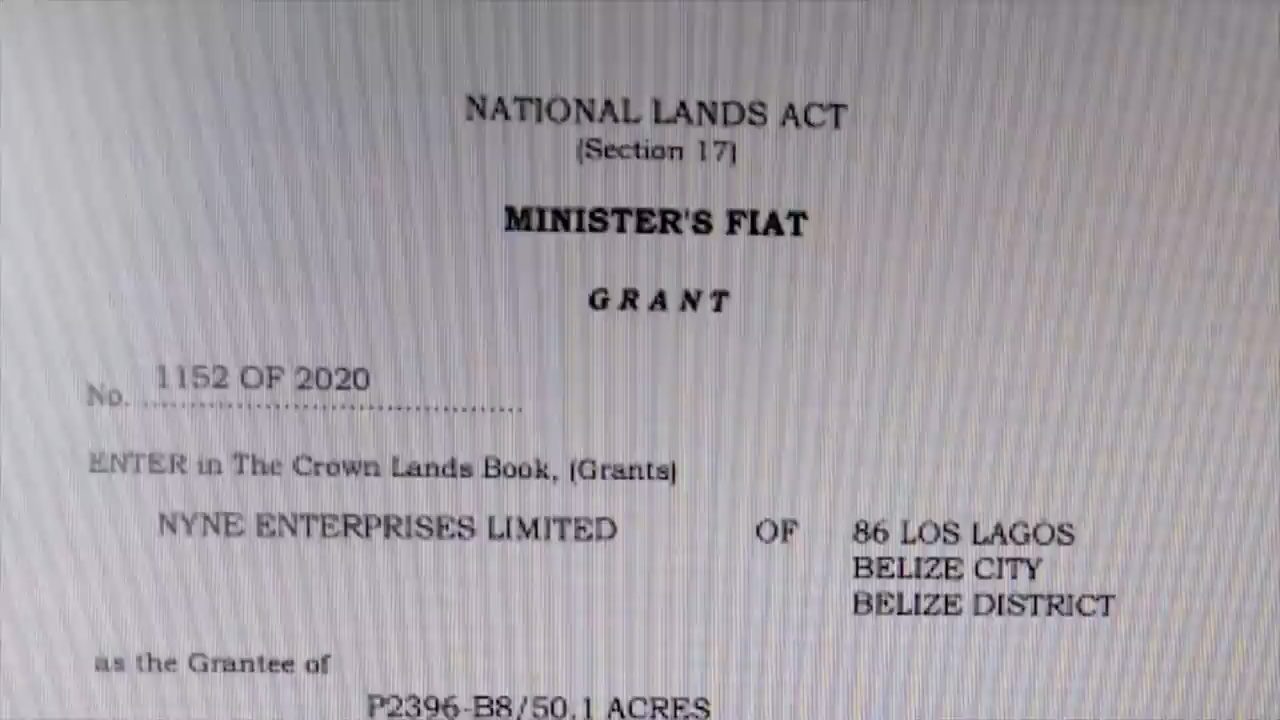 NATIONAL LANDS ACT
(Section 17)
MINISTER'S FIAT
GRANT
No. 1152 OF 2020
ENTER in The Crown Lands Book, (Grants)
NYNE ENTERPRISES LIMITED OF 86 LOS LAGOS
BELIZE CITY
BELIZE DISTRICT
as the Grantee of
P2396-B8/50.1 ACRES